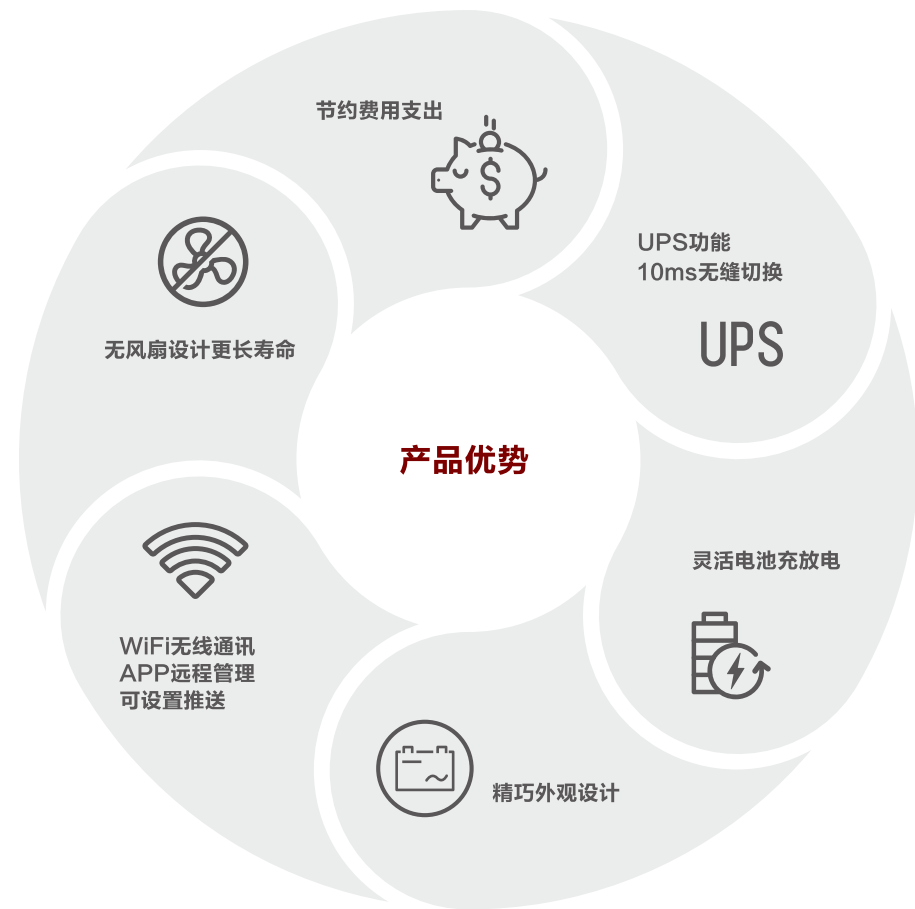 节约费用支出
UPS功能
10ms无缝切换
UPS
无风扇设计更长寿命
产品优势
灵活电池充放电
WiFi无线通讯
APP远程管理
可设置推送
精巧外观设计